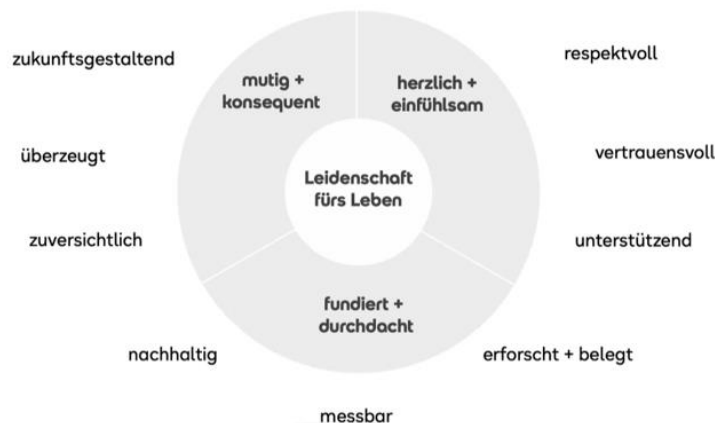 zukunftsgestaltend
respektvoll
mutig +
konsequent
herzlich +
einfühlsam
überzeugt
vertrauensvoll
Leidenschaft
fürs Leben
zuversichtlich
unterstützend
fundiert +
durchdacht
nachhaltig
erforscht + belegt
messbar